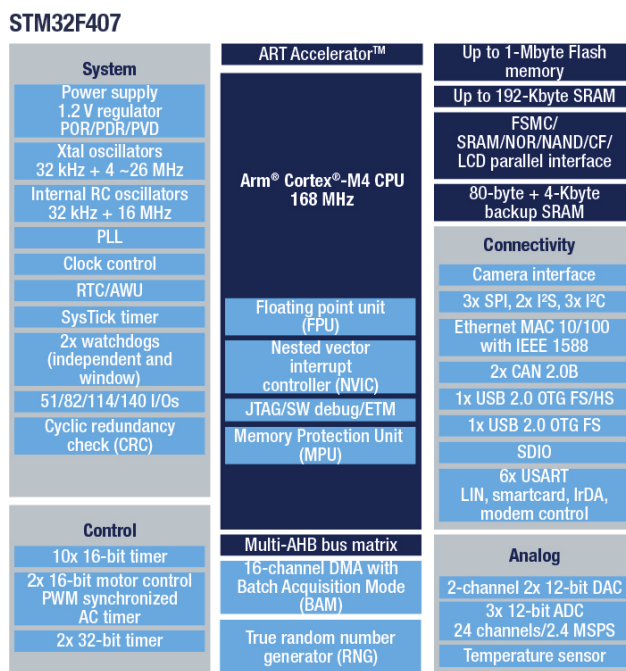 STM32F407
System
Power supply
1.2 V regulator
POR/PDR/PVD
Xtal oscillators
32 kHz + 4 ~26 MHz
Internal RC oscillators
32 kHz + 16 MHz
PLL
Clock control
RTC/AWU
SysTick timer
2x watchdogs
(independent and
window)
51/82/114/140 I/Os
Cyclic redundancy
check (CRC)
Control
10x 16-bit timer
2x 16-bit motor control
PWM synchronized
AC timer
2x 32-bit timer
ART Accelerator™
Arm® Cortex®-M4 CPU
168 MHz
Floating point unit
(FPU)
Nested vector
interrupt
controller (NVIC)
JTAG/SW debug/ETM
Memory Protection Unit
(MPU)
Multi-AHB bus matrix
16-channel DMA with
Batch Acquisition Mode
(BAM)
True random number
generator (RNG)
Up to 1-Mbyte Flash
memory
Up to 192-Kbyte SRAM
FSMC/
SRAM/NOR/NAND/CF/
LCD parallel interface
80-byte + 4-Kbyte
backup SRAM
Connectivity
Camera interface
3x SPI, 2x I²S, 3x I²C
Ethernet MAC 10/100
with IEEE 1588
2x CAN 2.0B
1x USB 2.0 OTG FS/HS
1x USB 2.0 OTG FS
SDIO
6x USART
LIN, smartcard, IrDA,
modem control
Analog
2-channel 2x 12-bit DAC
3x 12-bit ADC
24 channels/2.4 MSPS
Temperature sensor